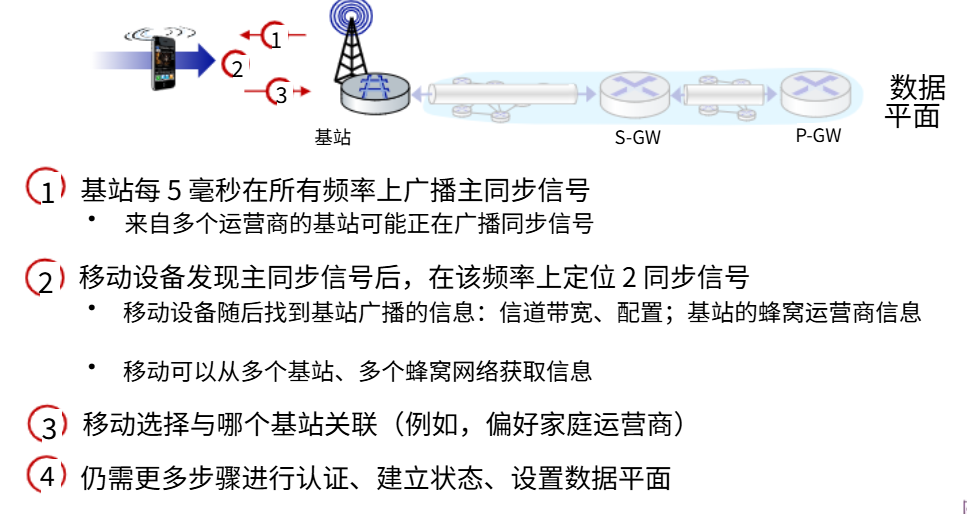 1
2
3
数据
平面
基站
S-GW
P-GW
1 基站每 5 毫秒在所有频率上广播主同步信号
• 来自多个运营商的基站可能正在广播同步信号
2 移动设备发现主同步信号后，在该频率上定位 2 同步信号
• 移动设备随后找到基站广播的信息：信道带宽、配置；基站的蜂窝运营商信息
• 移动可以从多个基站、多个蜂窝网络获取信息
3 移动选择与哪个基站关联（例如，偏好家庭运营商）
4 仍需更多步骤进行认证、建立状态、设置数据平面